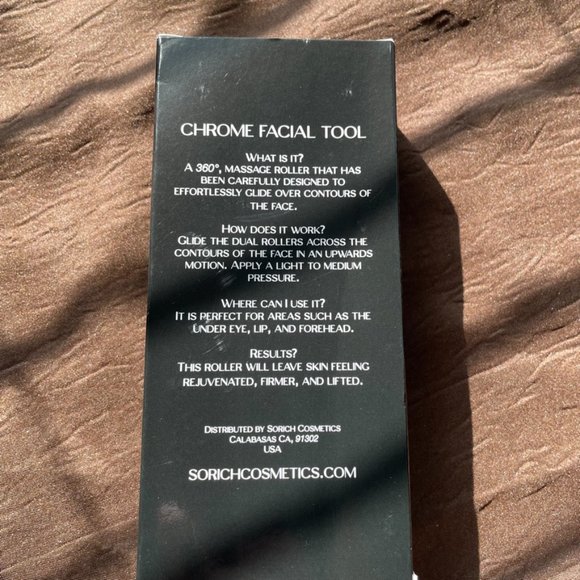 CHROME FACIAL TOOL
WHAT IS IT?
A 360°, MASSAGE ROLLER THAT HAS
BEEN CAREFULLY DESIGNED TO
EFFORTLESSLY GLIDE OVER CONTOURS OF
THE FACE.
HOW DOES IT WORK?
GLIDE THE DUAL ROLLERS ACROSS THE
CONTOURS OF THE FACE IN AN UPWARDS
MOTION. APPLY A LIGHT TO MEDIUM
PRESSURE.
WHERE CAN I USE IT?
IT IS PERFECT FOR AREAS SUCH AS THE
UNDER EYE, LIP, AND FOREHEAD.
RESULTS?
THIS ROLLER WILL LEAVE SKIN FEELING
REJUVENATED, FIRMER, AND LIFTED.
DISTRIBUTED BY SORICH COSMETICS
CALABASAS CA, 91302
USA
SORICHCOSMETICS.COM